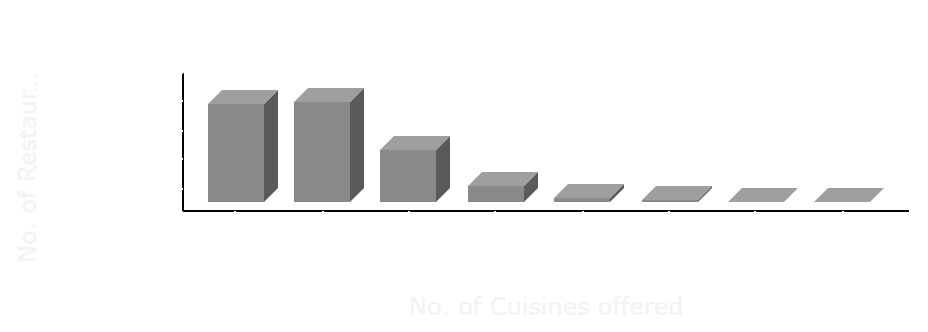 No. of Restaur...
No. of Cuisines offered